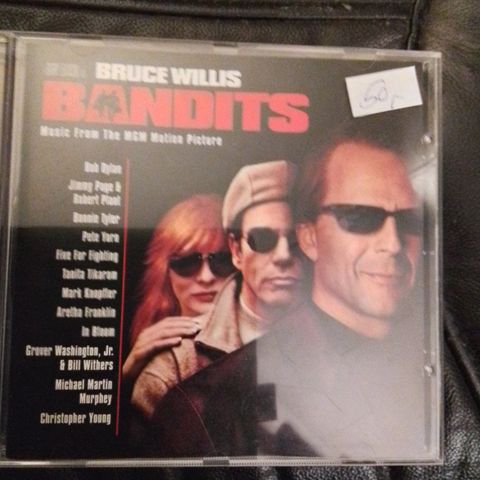 BRUCE WILLIS
BANDITS
Music From The MGM Motion Picture
50,-
Bob Dylan
Jimmy Page &
Robert Plant
Bonnie Tyler
Pete Yorn
Five For Fighting
Tanita Tikaram
Mark Knopfler
Aretha Franklin
In Bloom
Grover Washington, Jr.
& Bill Withers
Michael Martin
Murphey
Christopher Young